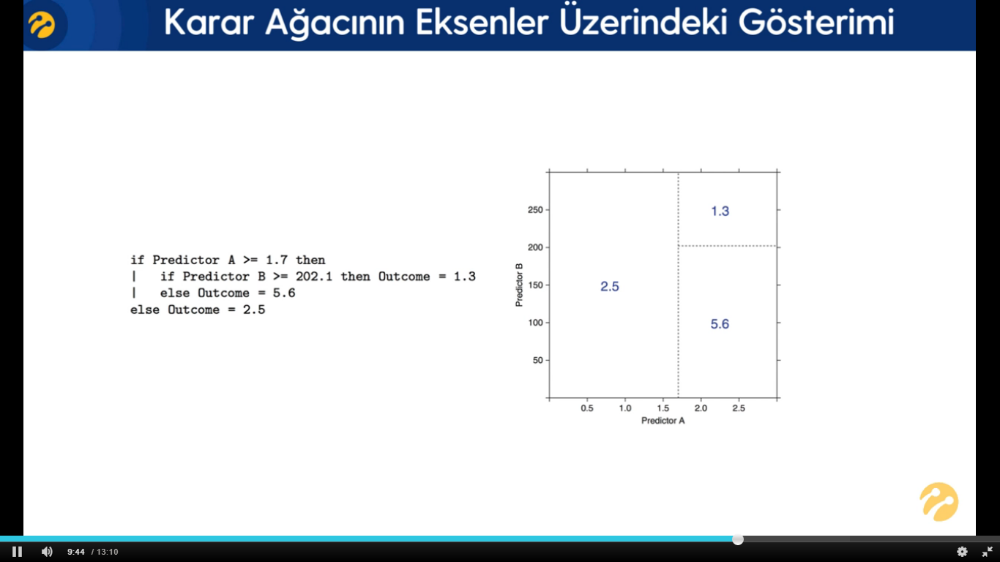 Karar Ağacının Eksenler Üzerindeki Gösterimi
if Predictor A >= 1.7 then
| if Predictor B >= 202.1 then Outcome = 1.3
| else Outcome = 5.6
else Outcome = 2.5
250
200
150
100
50
Predictor B
2.5
1.3
5.6
0.5 1.0 1.5 2.0 2.5
Predictor A
9:44 / 13:10